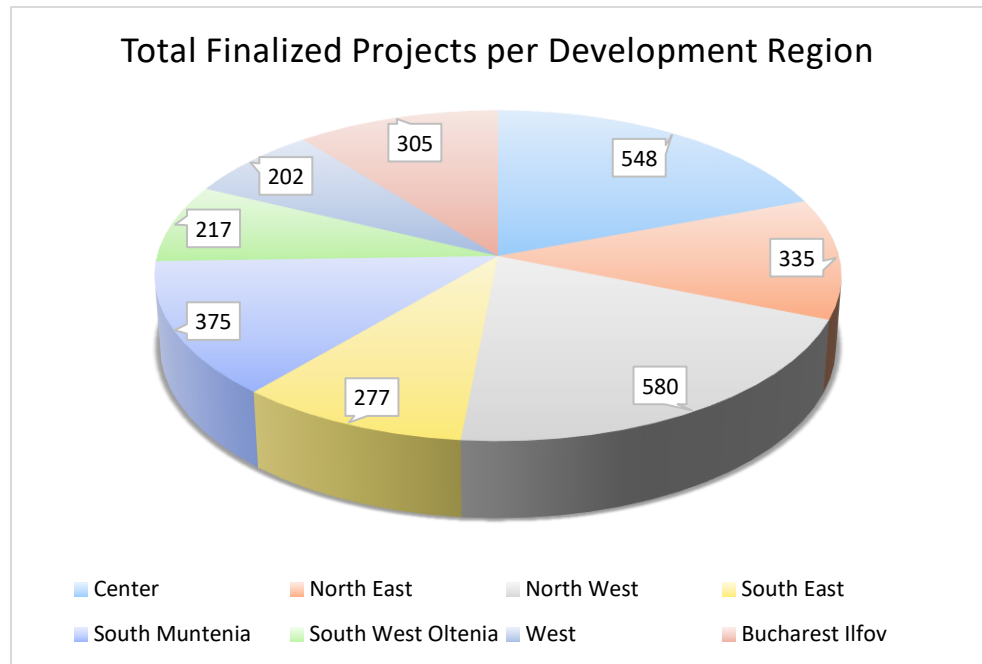 Total Finalized Projects per Development Region
305
548
202
217
335
375
277
580
Center North East North West South East
South Muntenia South West Oltenia West Bucharest Ilfov